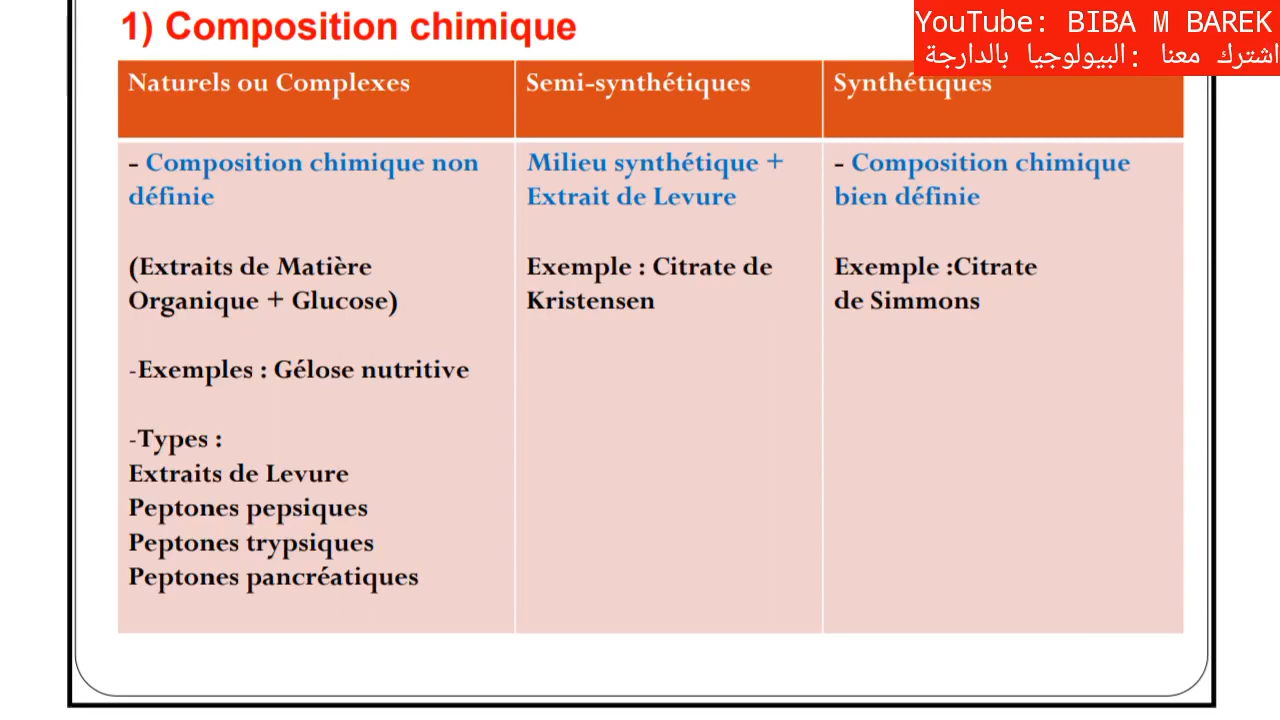 1) Composition chimique
YouTube: BIBA M BAREK
اشترك معنا :البيولوجيا بالدارجة
Naturels ou Complexes
Semi-synthétiques
Synthétiques
- Composition chimique non
définie
(Extraits de Matière
Organique + Glucose)
-Exemples : Gélose nutritive
-Types :
Extraits de Levure
Peptones pepsiques
Peptones trypsiques
Peptones pancréatiques
Milieu synthétique +
Extrait de Levure
Exemple : Citrate de
Kristensen
- Composition chimique
bien définie
Exemple :Citrate
de Simmons